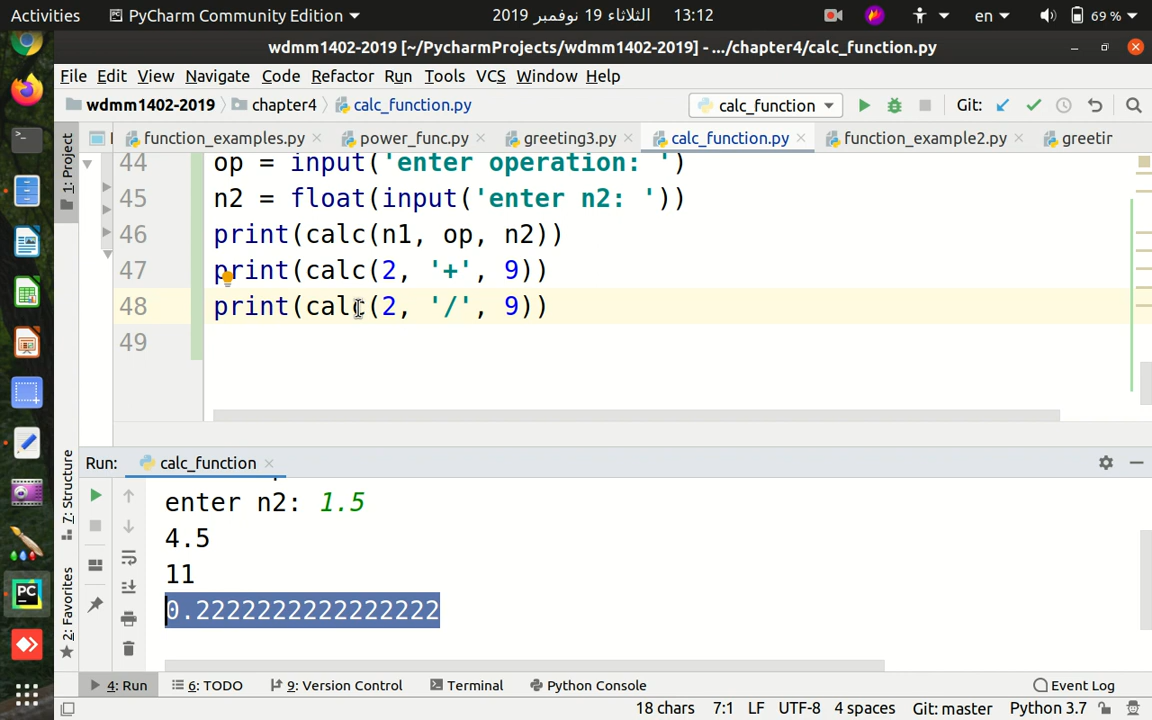 Activities PyCharm Community Edition 2019 الثلاثاء 19 نوفمبر 13:12 en 69 %
wdmm1402-2019 [~/PycharmProjects/wdmm1402-2019] - .../chapter4/calc_function.py
File Edit View Navigate Code Refactor Run Tools VCS Window Help
wdmm1402-2019 chapter4 calc_function.py calc_function Git:
1: Project function_examples.py power_func.py greeting3.py calc_function.py function_example2.py greetir
44 op = input('enter operation: ')
45 n2 = float(input('enter n2: '))
46 print(calc(n1, op, n2))
47 print(calc(2, '+', 9))
48 print(calc(2, '/', 9))
49
7: Structure
2: Favorites
Run: calc_function
enter n2: 1.5
4.5
11
0.2222222222222222
4: Run 6: TODO 9: Version Control Terminal Python Console Event Log
18 chars 7:1 LF UTF-8 4 spaces Git: master Python 3.7